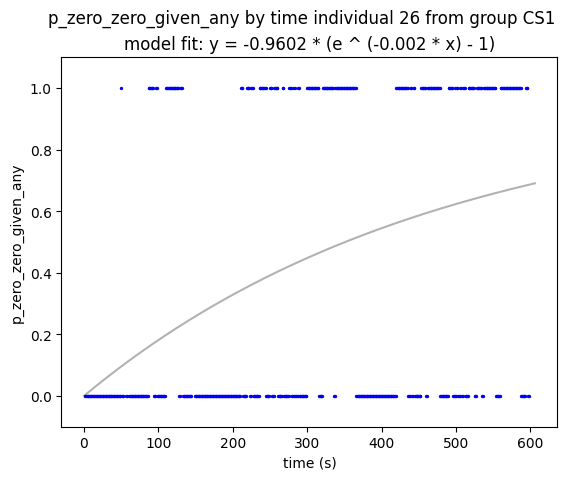 p_zero_zero_given_any by time individual 26 from group CS1
model fit: y = -0.9602 * (e ^ (-0.002 * x) - 1)
1.0
0.8
0.6
0.4
0.2
0.0
p_zero_zero_given_any
0 100 200 300 400 500 600
time (s)